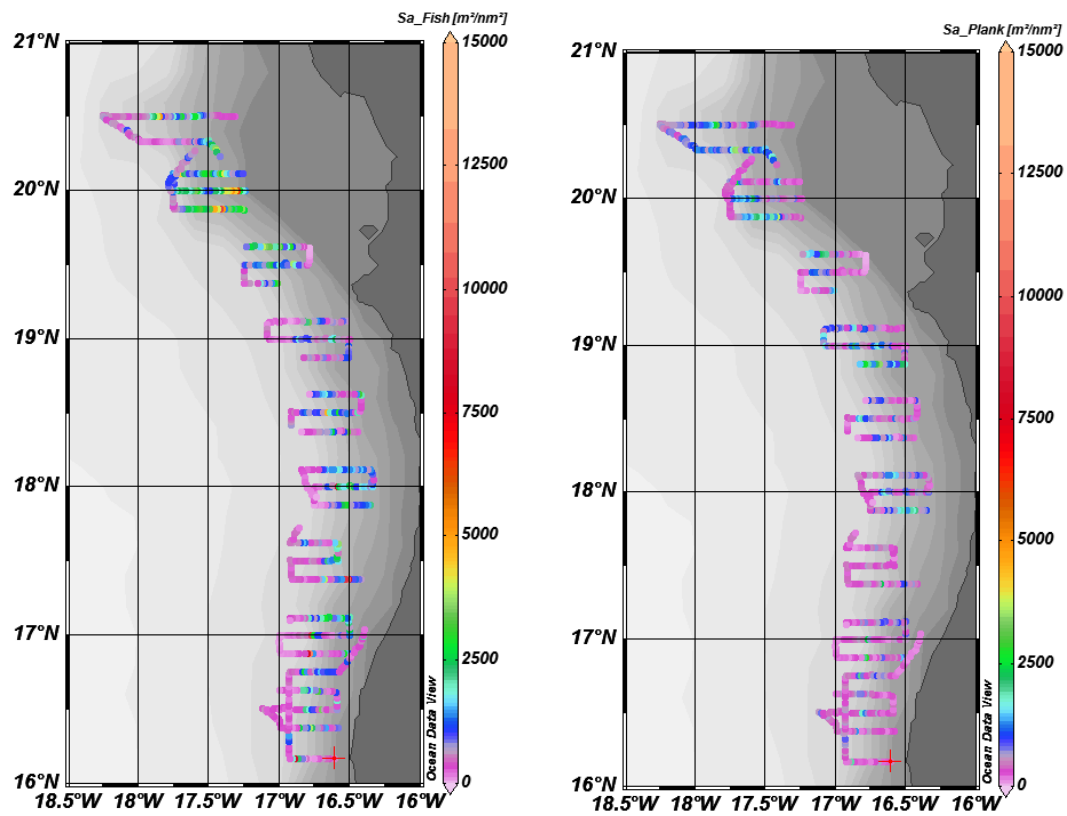 Sa_Fish [m²/nm²]
21°N
20°N
19°N
18°N
17°N
16°N
18.5°W 18°W 17.5°W 17°W 16.5°W 16°W
15000
12500
10000
7500
5000
2500
0
Ocean Data View
Sa_Plank [m²/nm²]
21°N
20°N
19°N
18°N
17°N
16°N
18.5°W 18°W 17.5°W 17°W 16.5°W 16°W
15000
12500
10000
7500
5000
2500
0
Ocean Data View